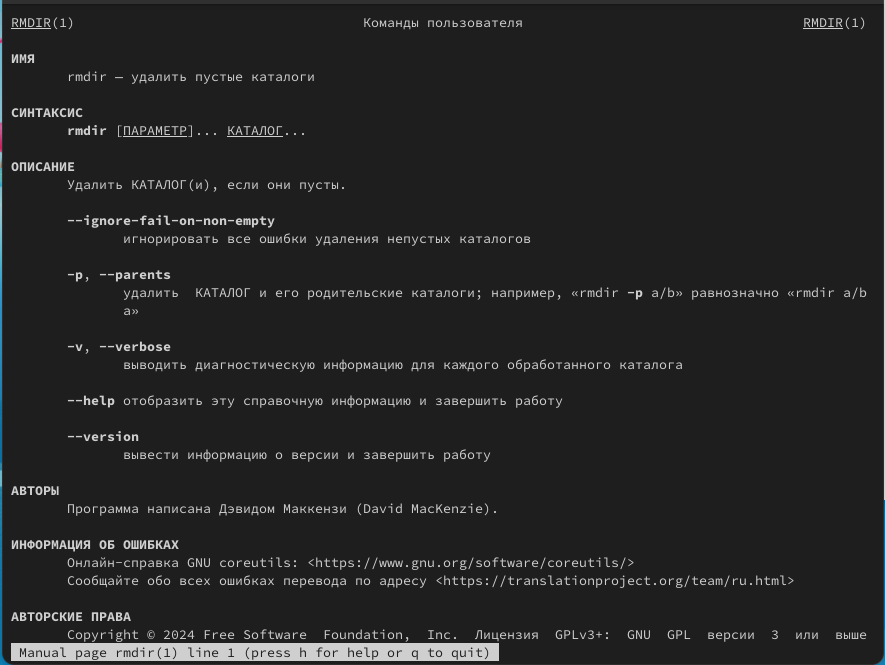 RMDIR(1) Команды пользователя RMDIR(1)
ИМЯ
rmdir — удалить пустые каталоги
СИНТАКСИС
rmdir [ПАРАМЕТР]... КАТАЛОГ...
ОПИСАНИЕ
Удалить КАТАЛОГ(и), если они пусты.
--ignore-fail-on-non-empty
игнорировать все ошибки удаления непустых каталогов
-p, --parents
удалить КАТАЛОГ и его родительские каталоги; например, «rmdir -p a/b» равнозначно «rmdir a/b
a»
-v, --verbose
выводить диагностическую информацию для каждого обработанного каталога
--help отобразить эту справочную информацию и завершить работу
--version
вывести информацию о версии и завершить работу
АВТОРЫ
Программа написана Дэвидом Маккензи (David MacKenzie).
ИНФОРМАЦИЯ ОБ ОШИБКАХ
Онлайн-справка GNU coreutils: <https://www.gnu.org/software/coreutils/>
Сообщайте обо всех ошибках перевода по адресу <https://translationproject.org/team/ru.html>
АВТОРСКИЕ ПРАВА
Copyright © 2024 Free Software Foundation, Inc. Лицензия GPLv3+: GNU GPL версии 3 или выше
Manual page rmdir(1) line 1 (press h for help or q to quit)